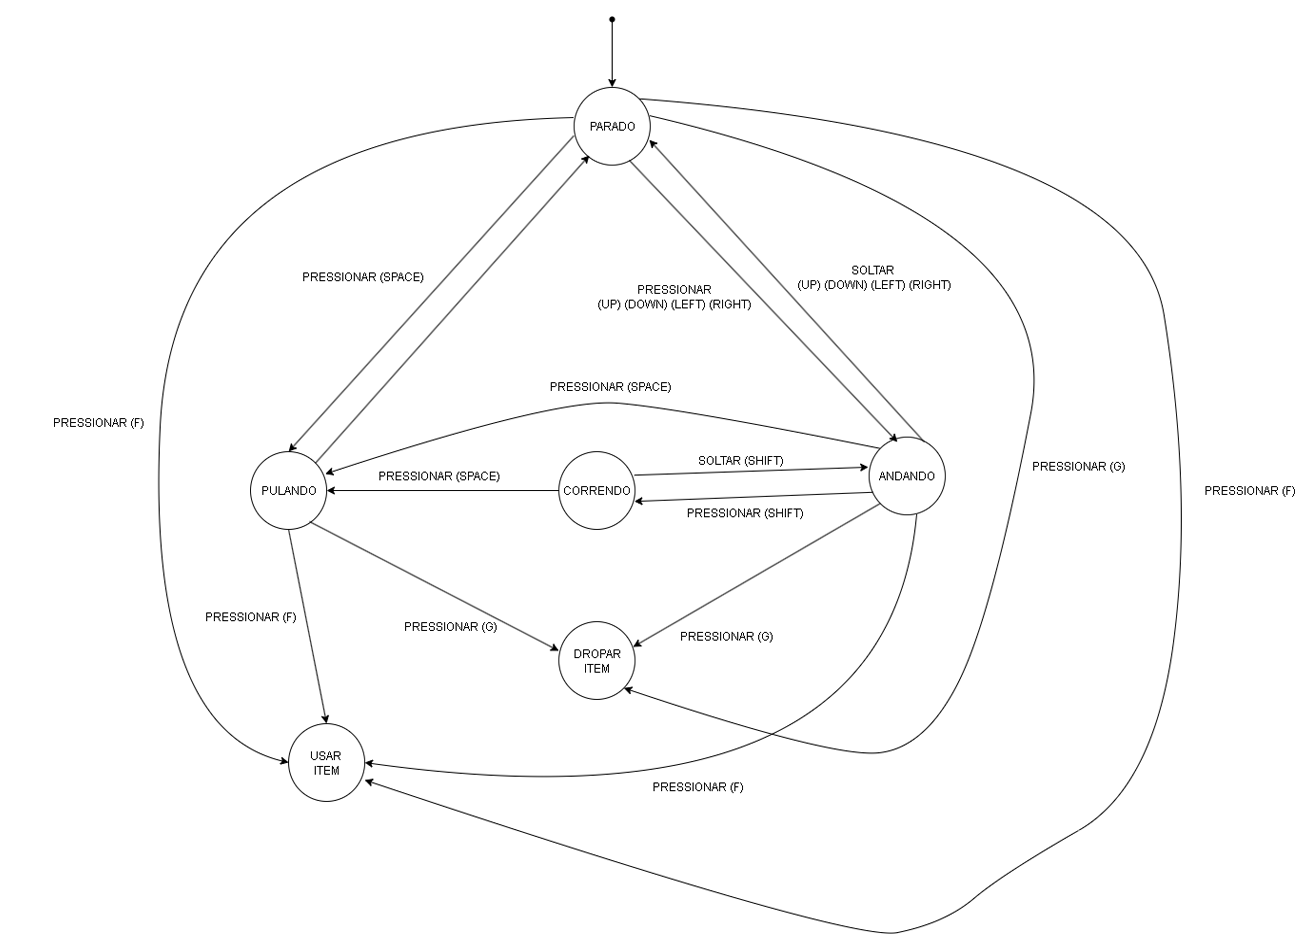 PARADO
PRESSIONAR (SPACE)
SOLTAR
(UP) (DOWN) (LEFT) (RIGHT)
PRESSIONAR
(UP) (DOWN) (LEFT) (RIGHT)
PRESSIONAR (SPACE)
PRESSIONAR (F)
SOLTAR (SHIFT)
PRESSIONAR (G)
PRESSIONAR (SPACE)
ANDANDO
PULANDO
CORRENDO
PRESSIONAR (F)
PRESSIONAR (SHIFT)
PRESSIONAR (F)
PRESSIONAR (G)
PRESSIONAR (G)
DROPAR
ITEM
USAR
ITEM
PRESSIONAR (F)